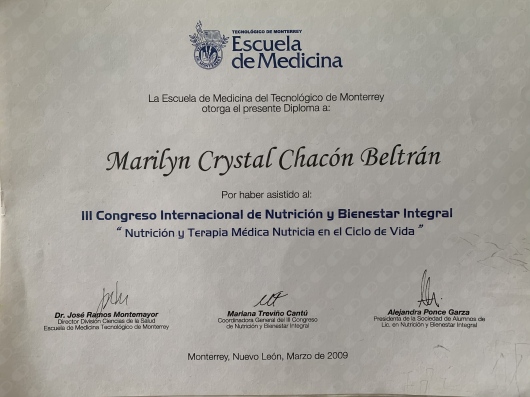 TECNOLÓGICO DE MONTERREY
Escuela
de Medicina
La Escuela de Medicina del Tecnológico de Monterrey
otorga el presente Diploma a:
Marilyn Crystal Chacón Beltrán
Por haber asistido al:
III Congreso Internacional de Nutrición y Bienestar Integral
“ Nutrición y Terapia Médica Nutricia en el Ciclo de Vida ”
Dr. José Ramos Montemayor
Director División Ciencias de la Salud
Escuela de Medicina Tecnológico de Monterrey
Mariana Treviño Cantú
Coordinadora General del III Congreso
de Nutrición y Bienestar Integral
Alejandra Ponce Garza
Presidenta de la Sociedad de Alumnos de
Lic. en Nutrición y Bienestar Integral
Monterrey, Nuevo León, Marzo de 2009